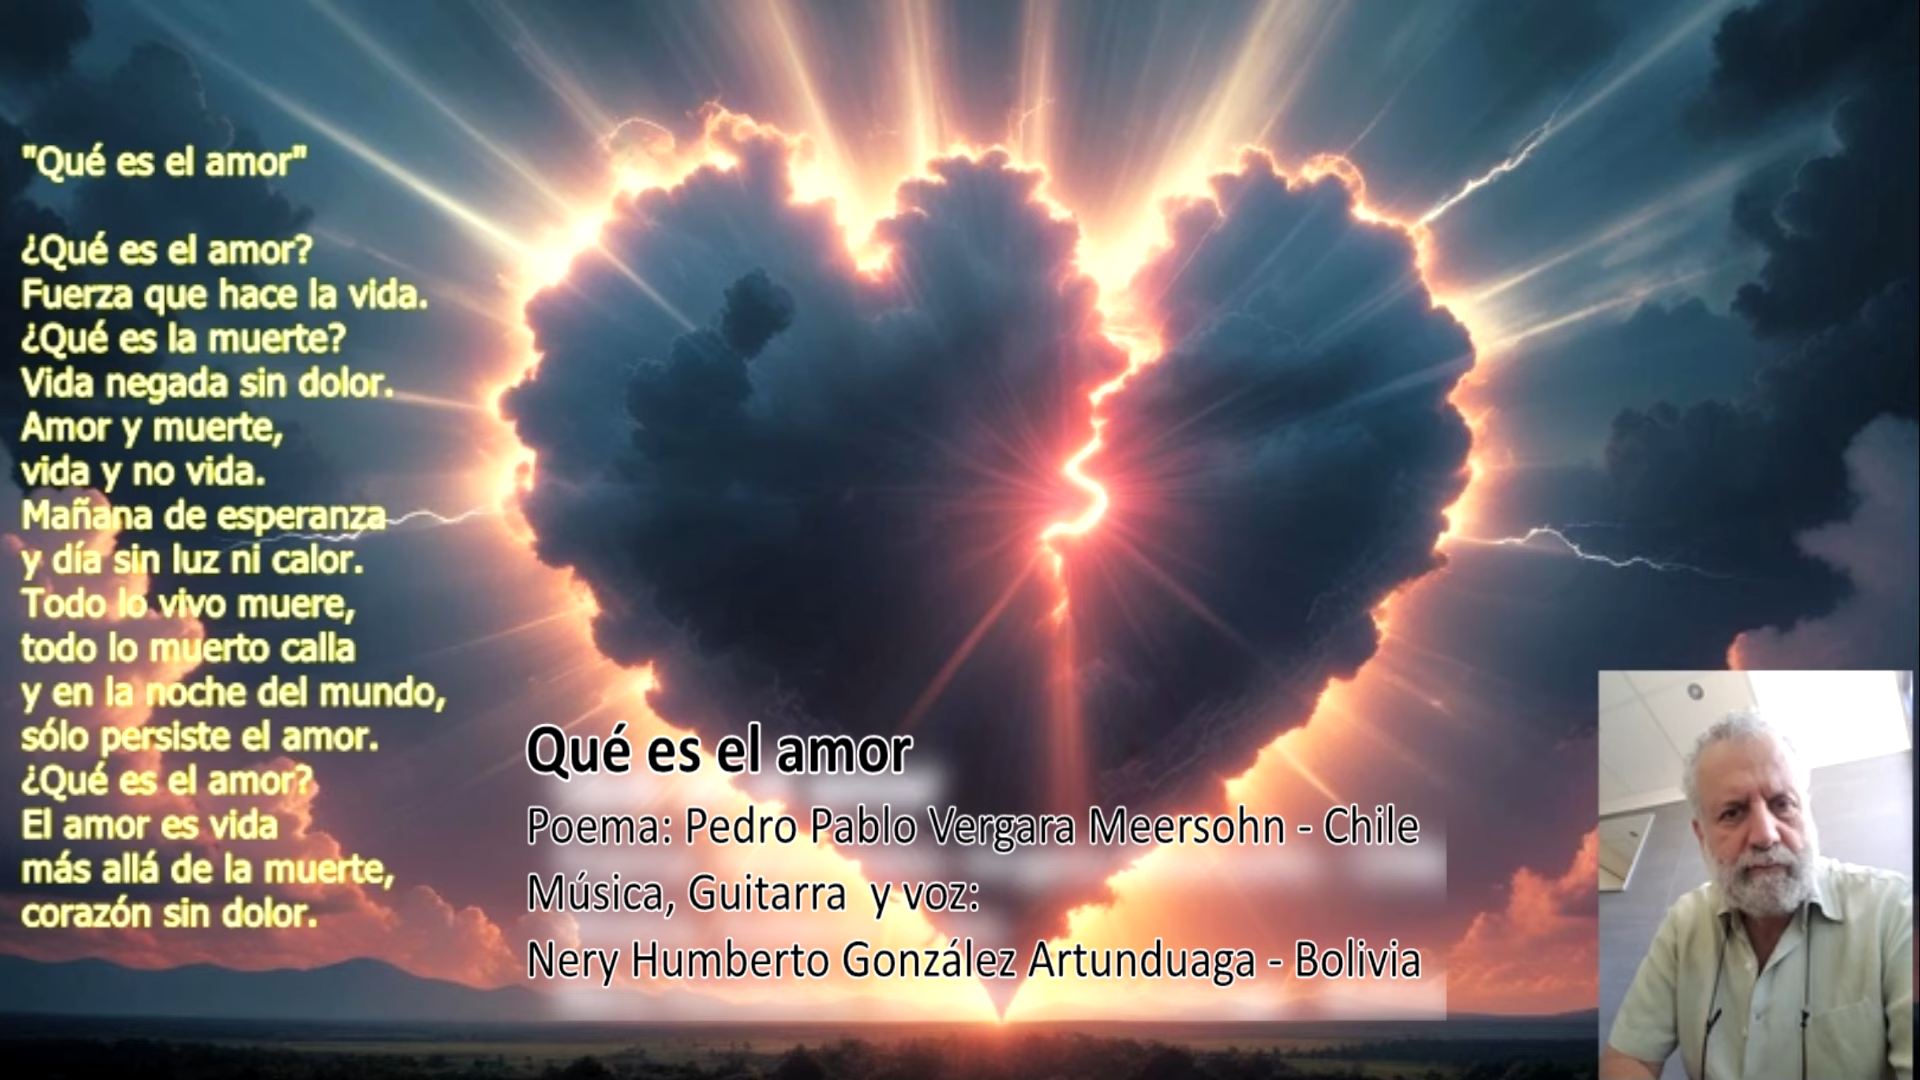 "Qué es el amor"
¿Qué es el amor?
Fuerza que hace la vida.
¿Qué es la muerte?
Vida negada sin dolor.
Amor y muerte,
vida y no vida.
Mañana de esperanza
y día sin luz ni calor.
Todo lo vivo muere,
todo lo muerto calla
y en la noche del mundo,
sólo persiste el amor.
¿Qué es el amor?
El amor es vida
más allá de la muerte,
corazón sin dolor.
Qué es el amor
Poema: Pedro Pablo Vergara Meersohn - Chile
Música, Guitarra  y voz:
Nery Humberto González Artunduaga - Bolivia